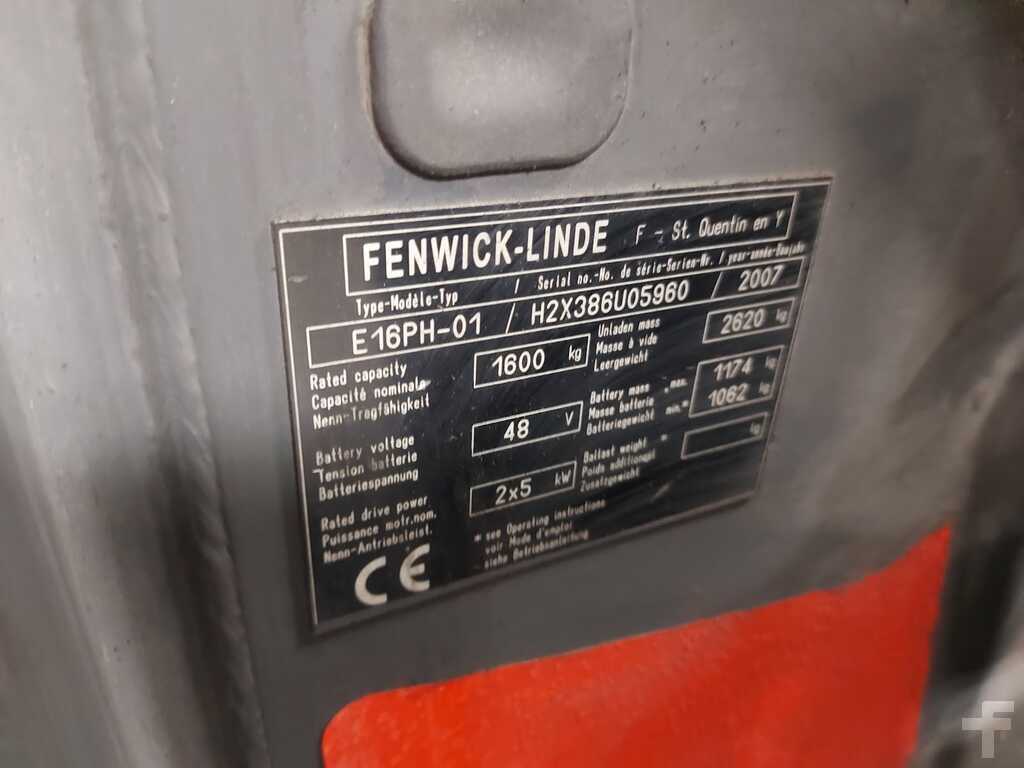 FENWICK-LINDE F - St. Quentin en Y
Type-Modèle-Typ / Serial no.-No. de série-Serien-Nr. / year-année-Baujahr
E16PH-01 / H2X386U05960 / 2007
Rated capacity
Capacité nominale
Nenn-Tragfähigkeit
1600 kg
Unladen mass
Masse à vide
Leergewicht
2620 kg
Battery voltage
Tension batterie
Batteriespannung
48 V
Battery mass * max.
Masse batterie
Batteriegewicht min.*
1174 kg
1062 kg
Rated drive power
Puissance motr.nom.
Nenn-Antriebsleist.
2x5 kW
Ballast weight *
Poids additionnel
Zusatzgewicht
kg
* see Operating instructions
voir Mode d'emploi
siehe Betriebsanleitung
CE